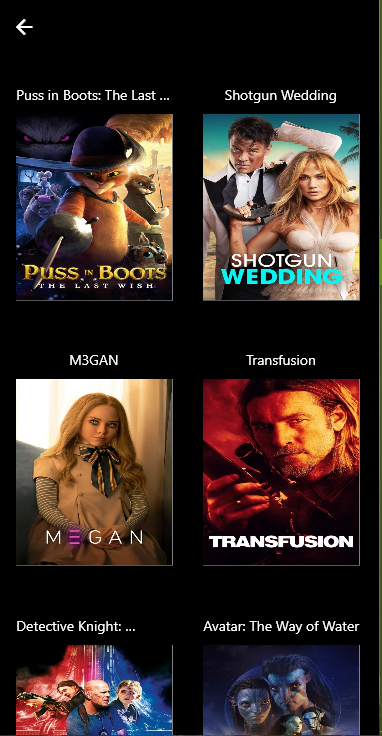 Puss in Boots: The Last ...
Shotgun Wedding
PUSS IN BOOTS
THE LAST WISH
SHOTGUN
WEDDING
M3GAN
Transfusion
MΞGAN
TRANSFUSION
Detective Knight: ...
Avatar: The Way of Water